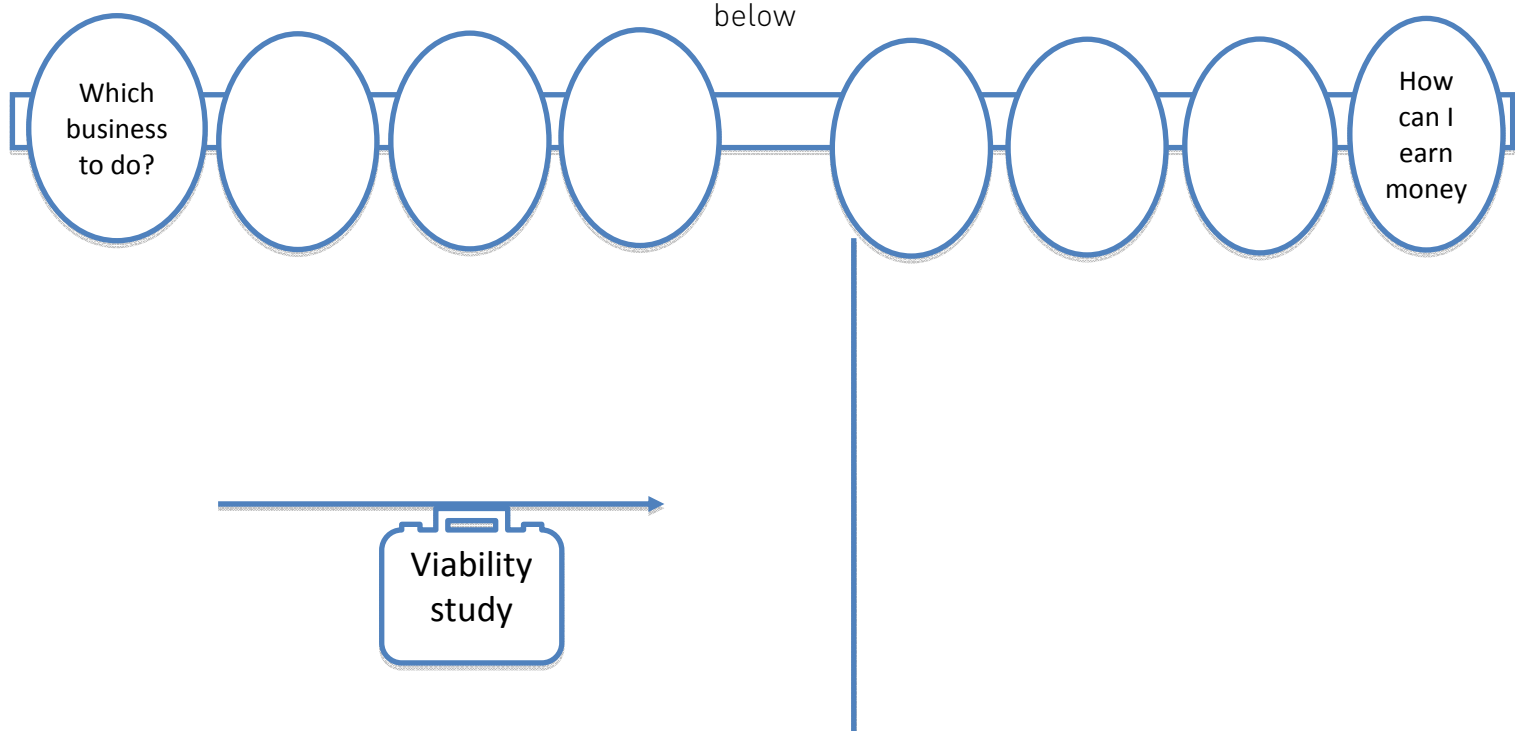 below
Which
business
to do?
How
can I
earn
money
Viability
study